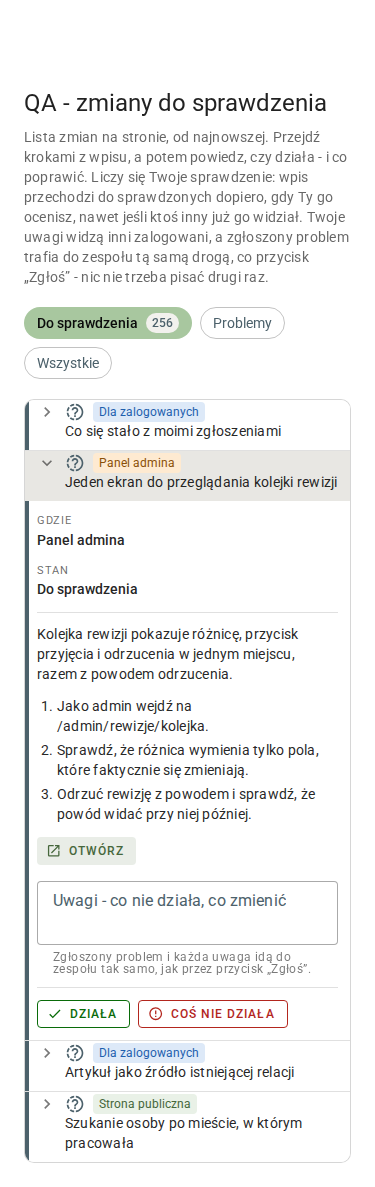 QA - zmiany do sprawdzenia
Lista zmian na stronie, od najnowszej. Przejdź
krokami z wpisu, a potem powiedz, czy działa - i co
poprawić. Liczy się Twoje sprawdzenie: wpis
przechodzi do sprawdzonych dopiero, gdy Ty go
ocenisz, nawet jeśli ktoś inny już go widział. Twoje
uwagi widzą inni zalogowani, a zgłoszony problem
trafia do zespołu tą samą drogą, co przycisk
„Zgłoś” - nic nie trzeba pisać drugi raz.
Do sprawdzenia 256
Problemy
Wszystkie
Dla zalogowanych
Co się stało z moimi zgłoszeniami
Panel admina
Jeden ekran do przeglądania kolejki rewizji
GDZIE
Panel admina
STAN
Do sprawdzenia
Kolejka rewizji pokazuje różnicę, przycisk
przyjęcia i odrzucenia w jednym miejscu,
razem z powodem odrzucenia.
1. Jako admin wejdź na
/admin/rewizje/kolejka.
2. Sprawdź, że różnica wymienia tylko pola,
które faktycznie się zmieniają.
3. Odrzuć rewizję z powodem i sprawdź, że
powód widać przy niej później.
OTWÓRZ
Uwagi - co nie działa, co zmienić
Zgłoszony problem i każda uwaga idą do
zespołu tak samo, jak przez przycisk „Zgłoś”.
DZIAŁA
COŚ NIE DZIAŁA
Dla zalogowanych
Artykuł jako źródło istniejącej relacji
Strona publiczna
Szukanie osoby po mieście, w którym
pracowała